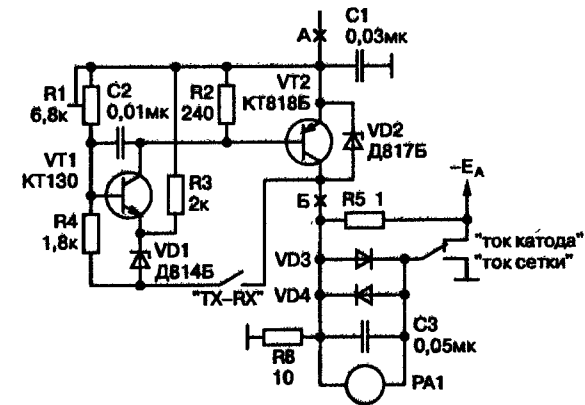 А
C1
0,03мк
R1
6,8к
C2
0,01мк
R2
240
VT2
КТ818Б
VD2
Д817Б
VT1
КТ130
R3
2к
R4
1,8к
VD1
Д814Б
"TX–RX"
Б
R5 1
–EА
"ток катода"
"ток сетки"
VD3
VD4
R8
10
C3
0,05мк
PA1